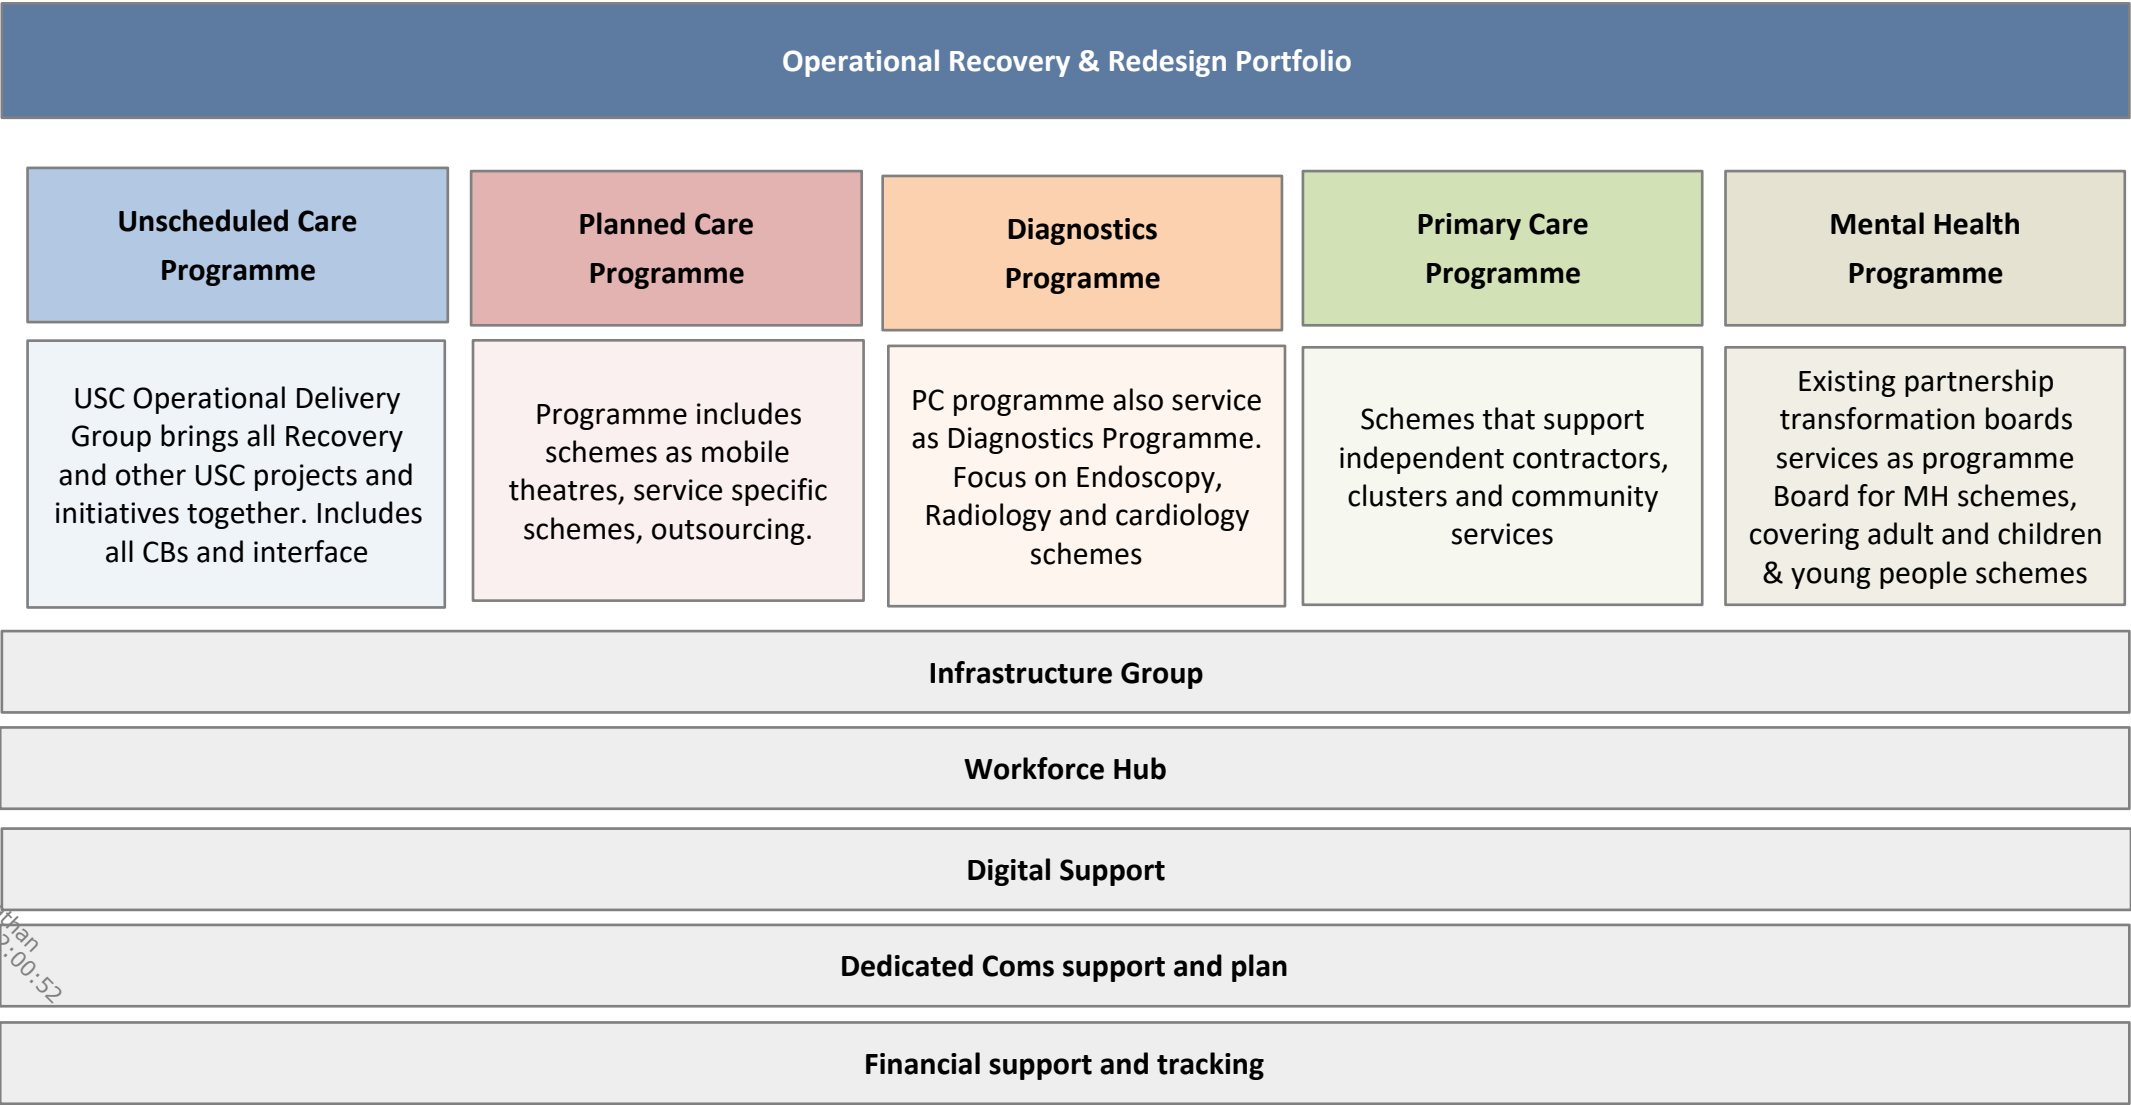 Operational Recovery & Redesign Portfolio
Unscheduled Care
Programme
USC Operational Delivery
Group brings all Recovery
and other USC projects and
initiatives together. Includes
all CBs and interface
Planned Care
Programme
Programme includes
schemes as mobile
theatres, service specific
schemes, outsourcing.
Diagnostics
Programme
PC programme also service
as Diagnostics Programme.
Focus on Endoscopy,
Radiology and cardiology
schemes
Primary Care
Programme
Schemes that support
independent contractors,
clusters and community
services
Mental Health
Programme
Existing partnership
transformation boards
services as programme
Board for MH schemes,
covering adult and children
& young people schemes
Infrastructure Group
Workforce Hub
Digital Support
Dedicated Coms support and plan
Financial support and tracking